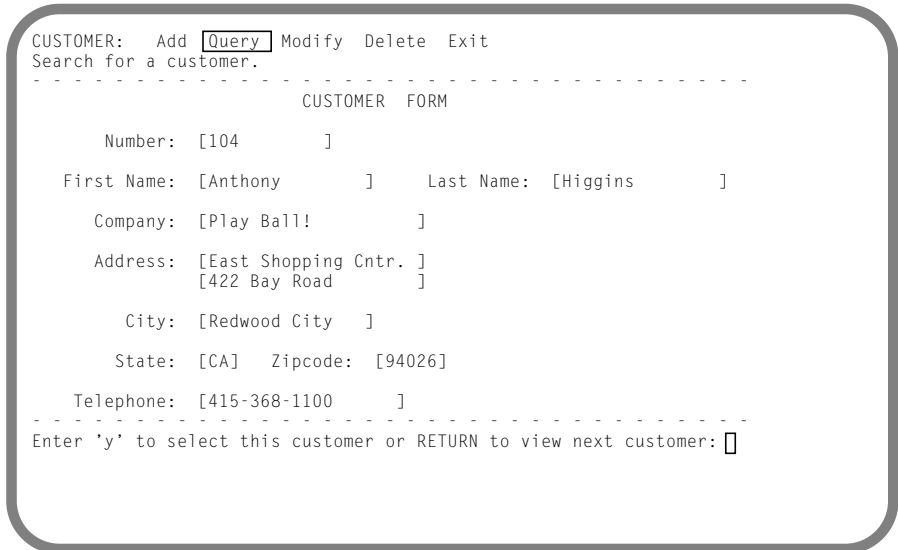 CUSTOMER: Add Query Modify Delete Exit
Search for a customer.
- - - - - - - - - - - - - - - - - - - - - - - - - - - - - - - - - - -
CUSTOMER FORM
Number: [104 ]
First Name: [Anthony ] Last Name: [Higgins ]
Company: [Play Ball! ]
Address: [East Shopping Cntr. ]
[422 Bay Road ]
City: [Redwood City ]
State: [CA] Zipcode: [94026]
Telephone: [415-368-1100 ]
- - - - - - - - - - - - - - - - - - - - - - - - - - - - - - - - - - -
Enter ’y’ to select this customer or RETURN to view next customer: